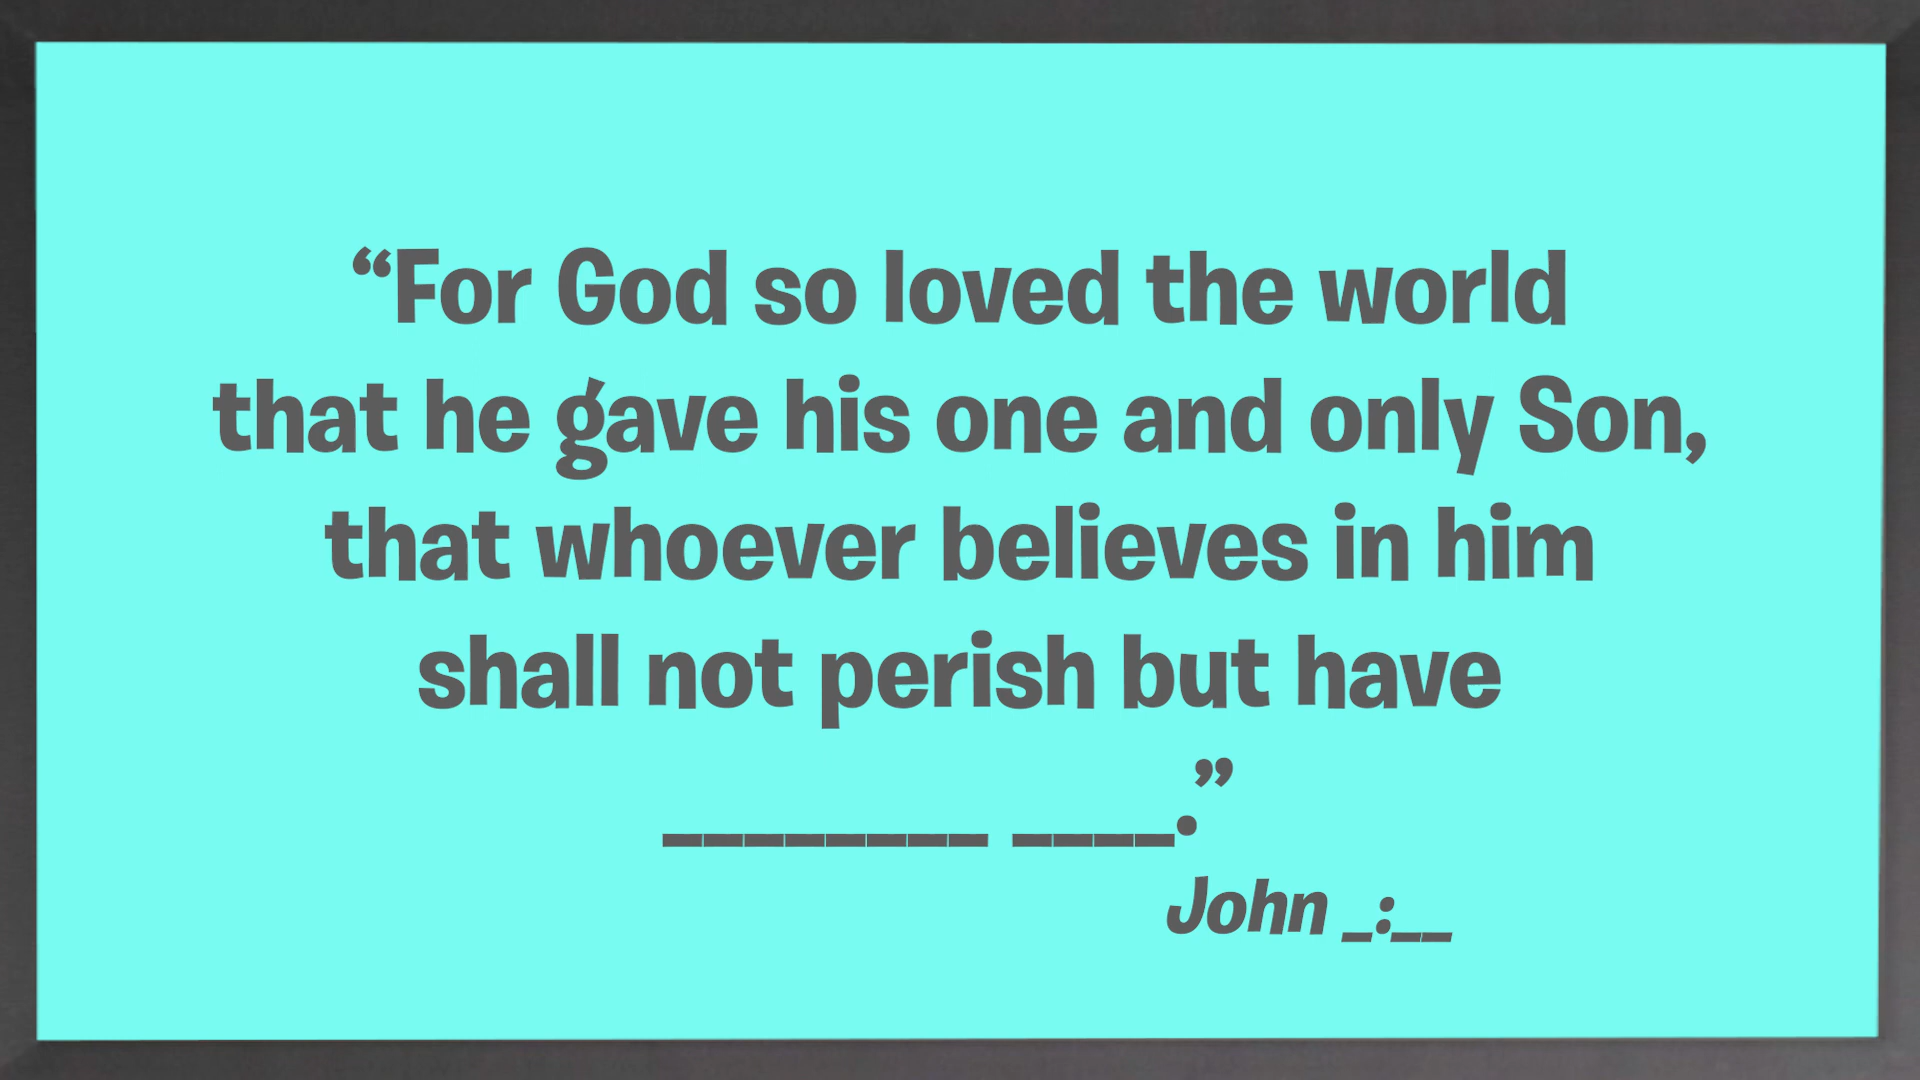 “For God so loved the world
that he gave his one and only Son,
that whoever believes in him
shall not perish but have
________ ____.”
John _:__